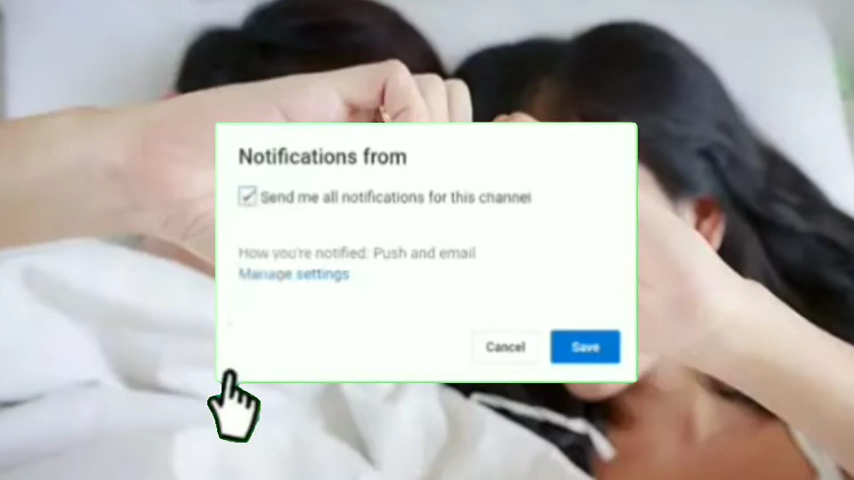 Notifications from
Send me all notifications for this channel
How you're notified: Push and email
Manage settings
Cancel
Save